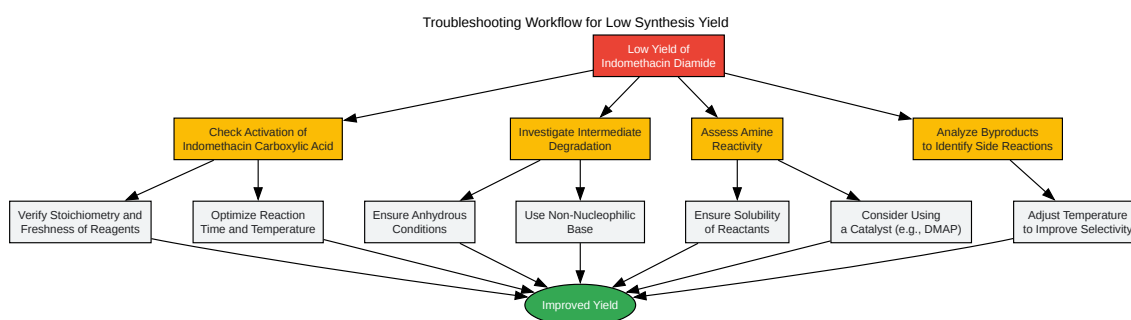 Troubleshooting Workflow for Low Synthesis Yield
Low Yield of
Indomethacin Diamide
Check Activation of
Indomethacin Carboxylic Acid
Investigate Intermediate
Degradation
Assess Amine
Reactivity
Analyze Byproducts
to Identify Side Reactions
Verify Stoichiometry and
Freshness of Reagents
Optimize Reaction
Time and Temperature
Ensure Anhydrous
Conditions
Use Non-Nucleophilic
Base
Ensure Solubility
of Reactants
Consider Using
a Catalyst (e.g., DMAP)
Adjust Temperature
to Improve Selectivity
Improved Yield